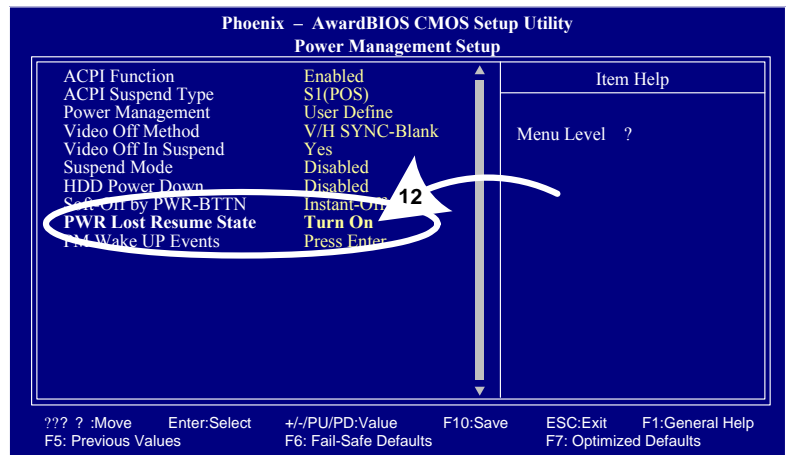 Phoenix – AwardBIOS CMOS Setup Utility
Power Management Setup
ACPI Function Enabled
ACPI Suspend Type S1(POS)
Power Management User Define
Video Off Method V/H SYNC-Blank
Video Off In Suspend Yes
Suspend Mode Disabled
HDD Power Down Disabled
Soft-Off by PWR-BTTN Instant-Off
PWR Lost Resume State Turn On
PM Wake UP Events Press Enter
Item Help
Menu Level ?
12
??? ? :Move Enter:Select +/-/PU/PD:Value F10:Save ESC:Exit F1:General Help
F5: Previous Values F6: Fail-Safe Defaults F7: Optimized Defaults